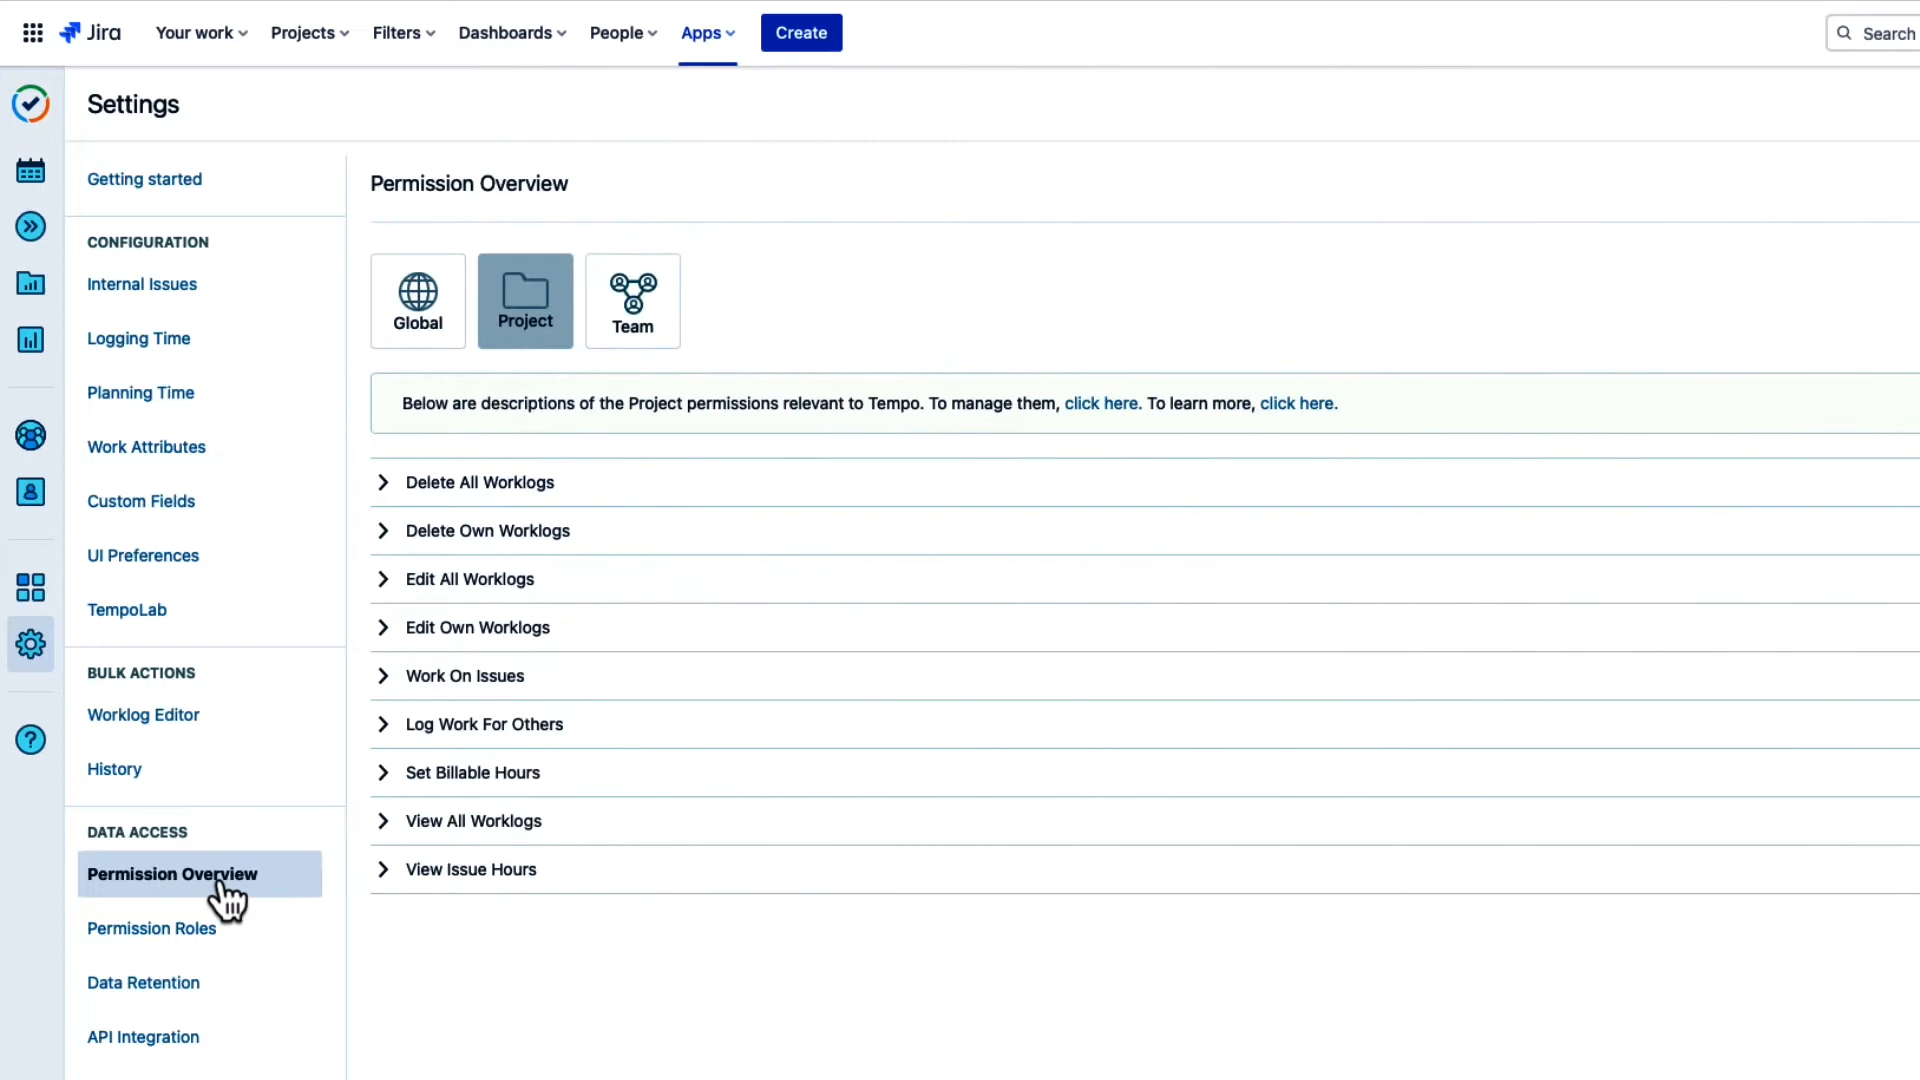 Jira
Your work
Projects
Filters
Dashboards
People
Apps
Create
Search
Settings
Getting started
CONFIGURATION
Internal Issues
Logging Time
Planning Time
Work Attributes
Custom Fields
UI Preferences
TempoLab
BULK ACTIONS
Worklog Editor
History
DATA ACCESS
Permission Overview
Permission Roles
Data Retention
API Integration
Permission Overview
Global
Project
Team
Below are descriptions of the Project permissions relevant to Tempo. To manage them, click here. To learn more, click here.
Delete All Worklogs
Delete Own Worklogs
Edit All Worklogs
Edit Own Worklogs
Work On Issues
Log Work For Others
Set Billable Hours
View All Worklogs
View Issue Hours